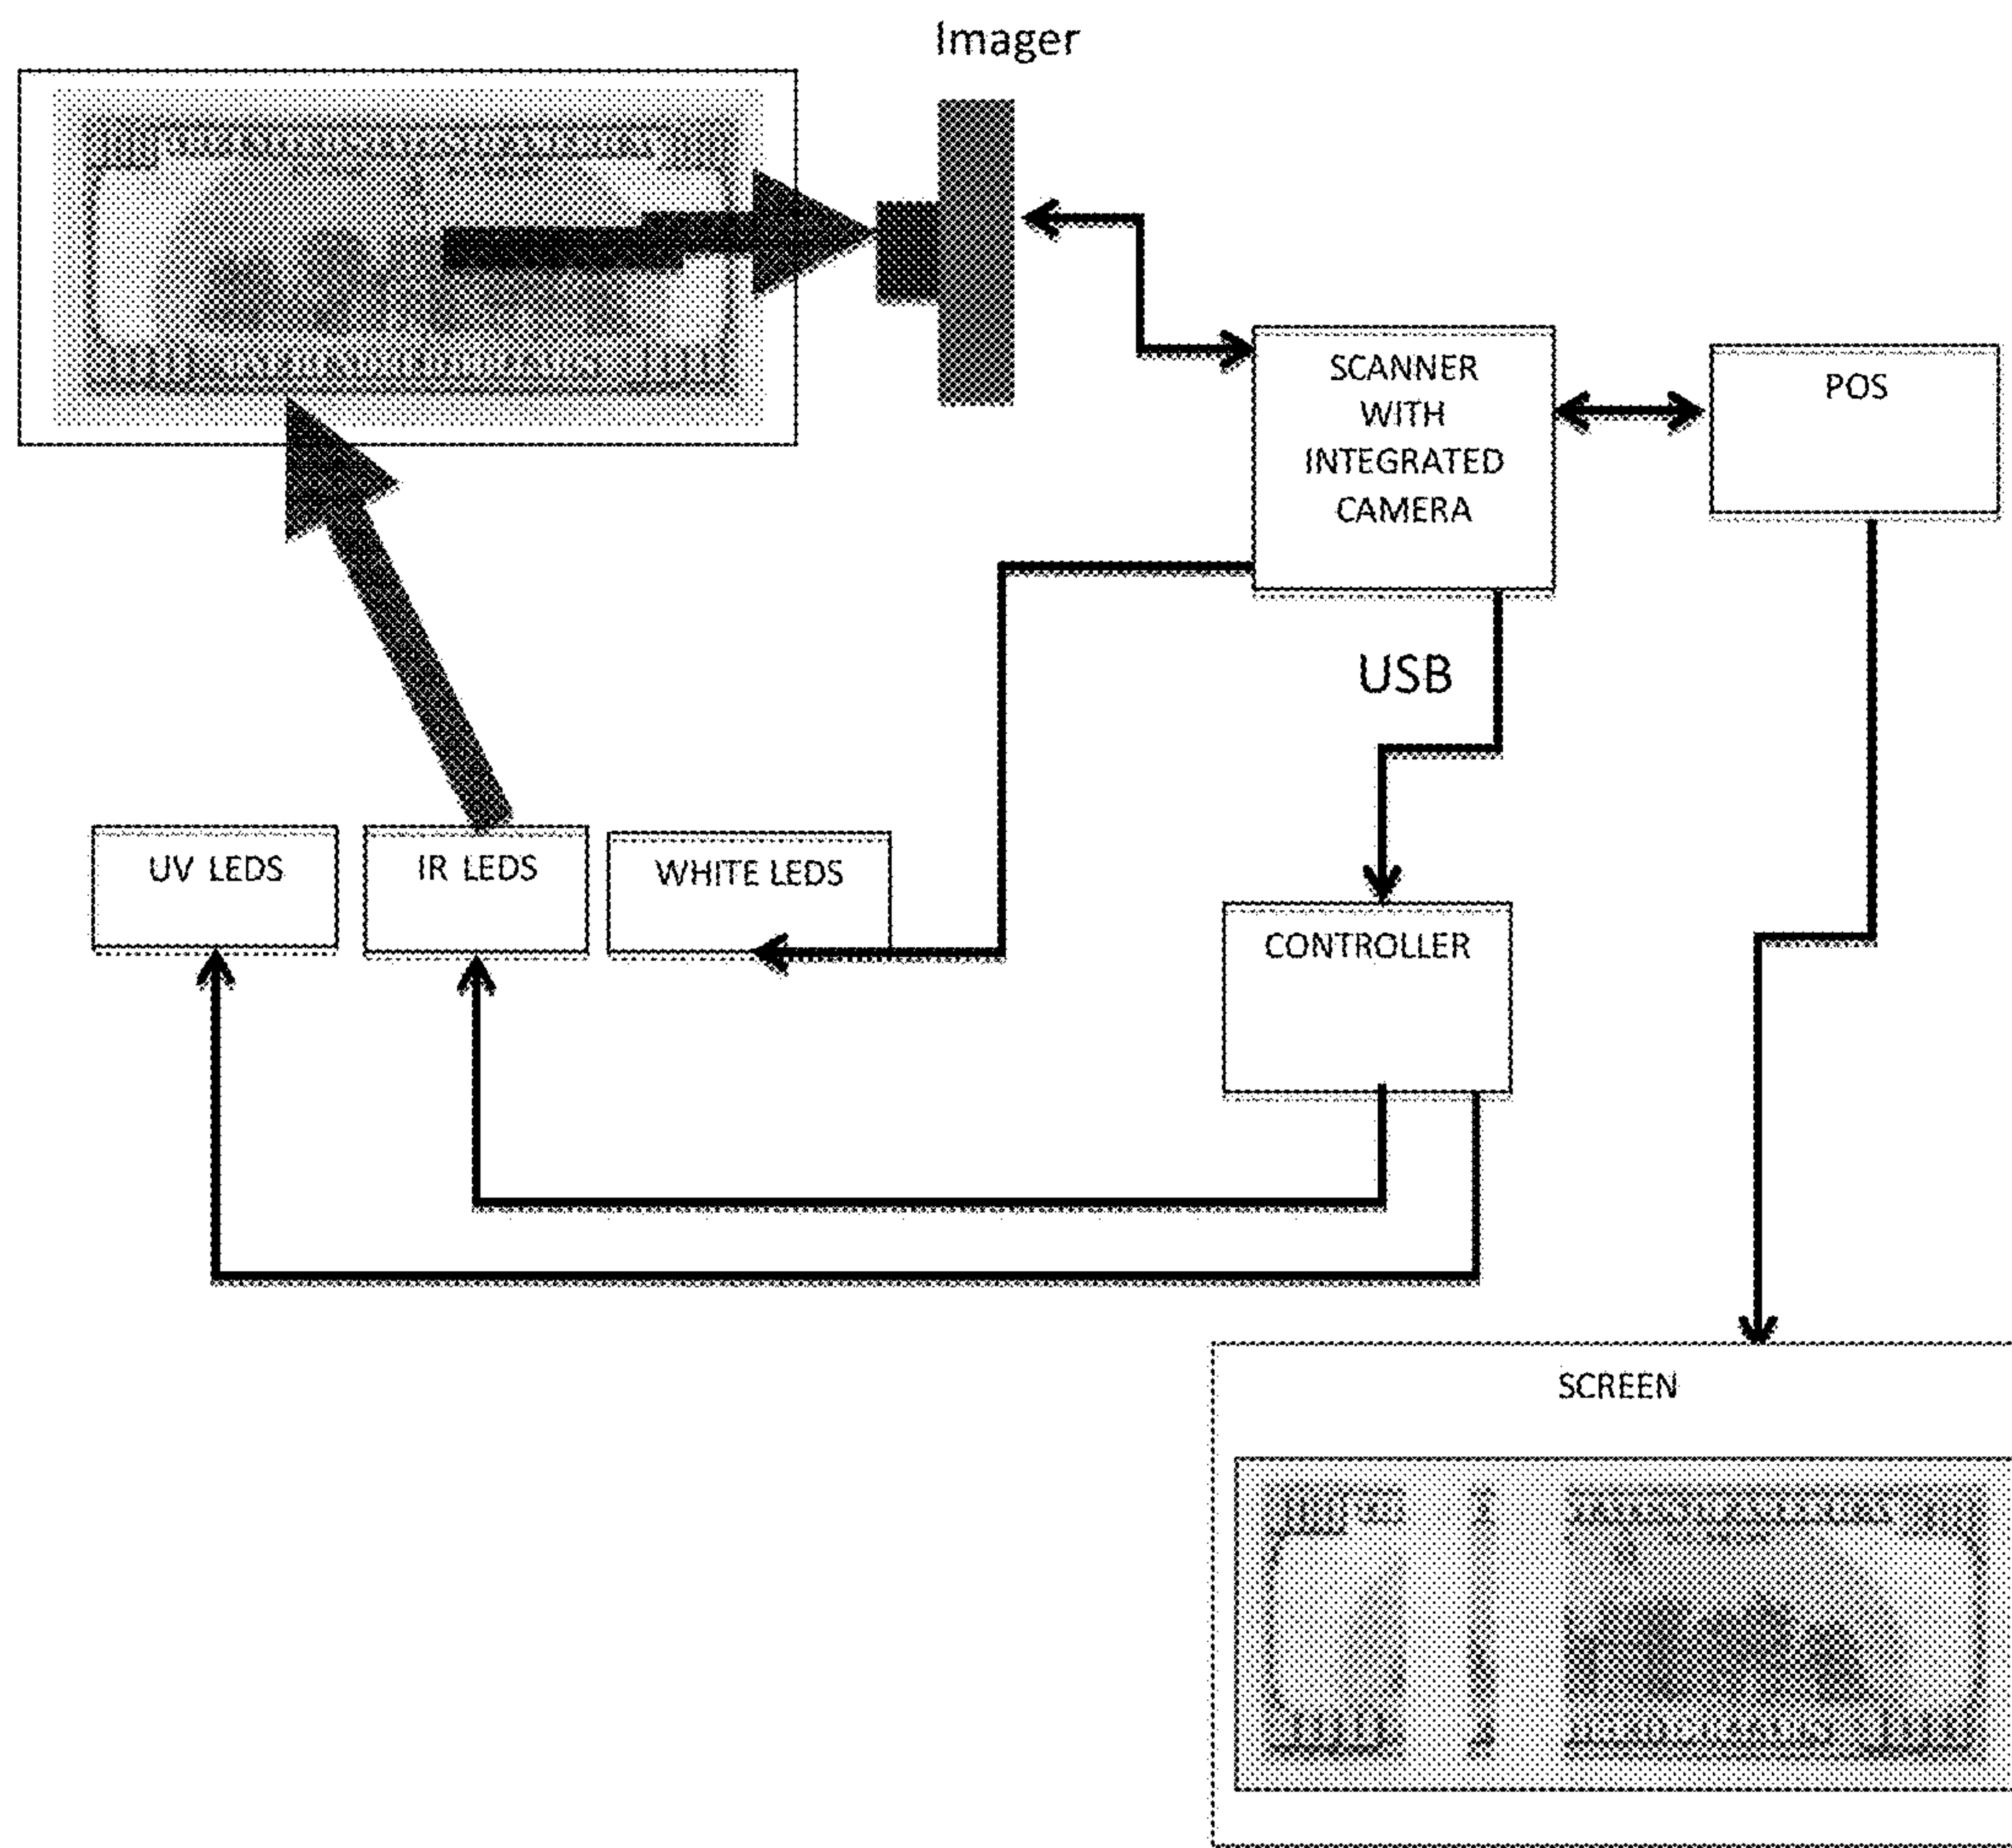 Imager
SCANNER
WITH
INTEGRATED
CAMERA
POS
USB
UV LEDS
IR LEDS
WHITE LEDS
CONTROLLER
SCREEN